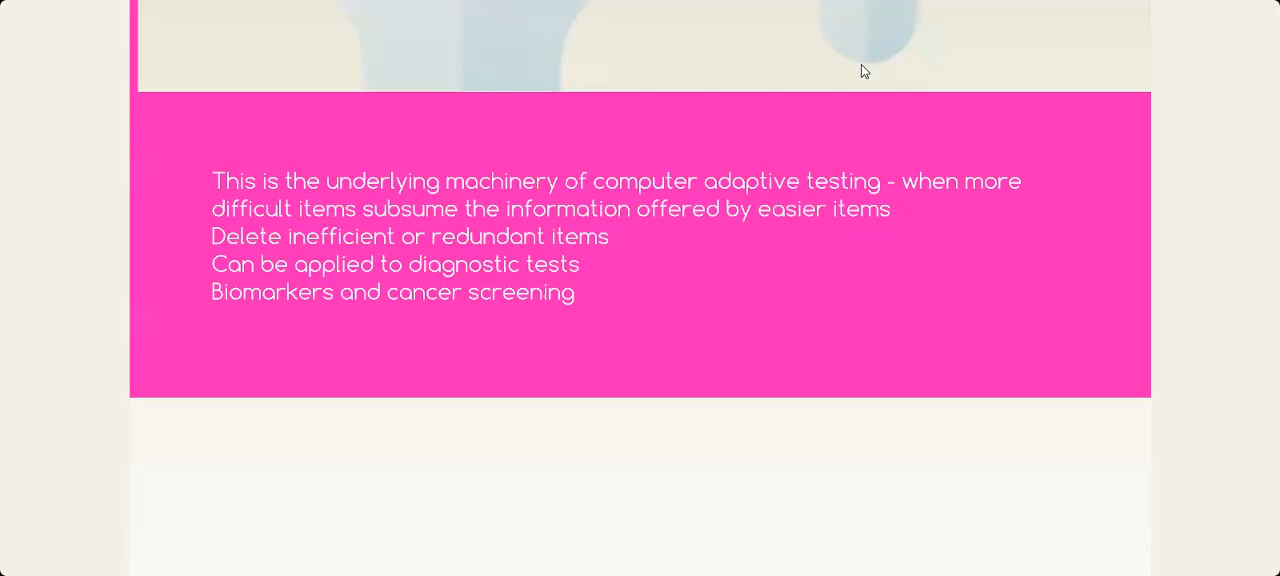 This is the underlying machinery of computer adaptive testing - when more
difficult items subsume the information offered by easier items
Delete inefficient or redundant items
Can be applied to diagnostic tests
Biomarkers and cancer screening